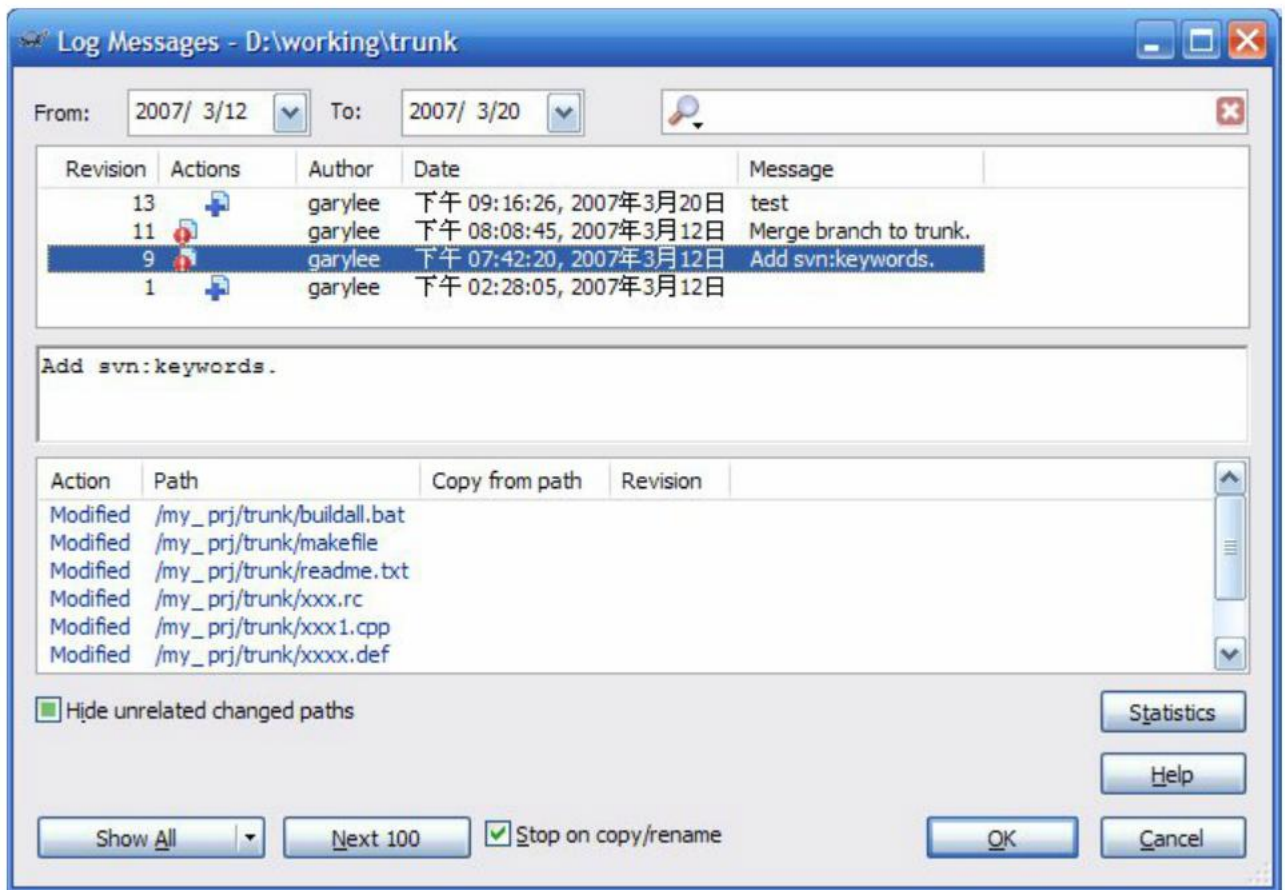 Log Messages - D:\working\trunk
From: 2007/ 3/12 To: 2007/ 3/20
Revision Actions Author Date Message
13 garylee 下午 09:16:26, 2007年3月20日 test
11 garylee 下午 08:08:45, 2007年3月12日 Merge branch to trunk.
9 garylee 下午 07:42:20, 2007年3月12日 Add svn:keywords.
1 garylee 下午 02:28:05, 2007年3月12日
Add svn:keywords.
Action Path Copy from path Revision
Modified /my_prj/trunk/buildall.bat
Modified /my_prj/trunk/makefile
Modified /my_prj/trunk/readme.txt
Modified /my_prj/trunk/xxx.rc
Modified /my_prj/trunk/xxx1.cpp
Modified /my_prj/trunk/xxxx.def
Hide unrelated changed paths Statistics
Help
Show All Next 100 Stop on copy/rename OK Cancel